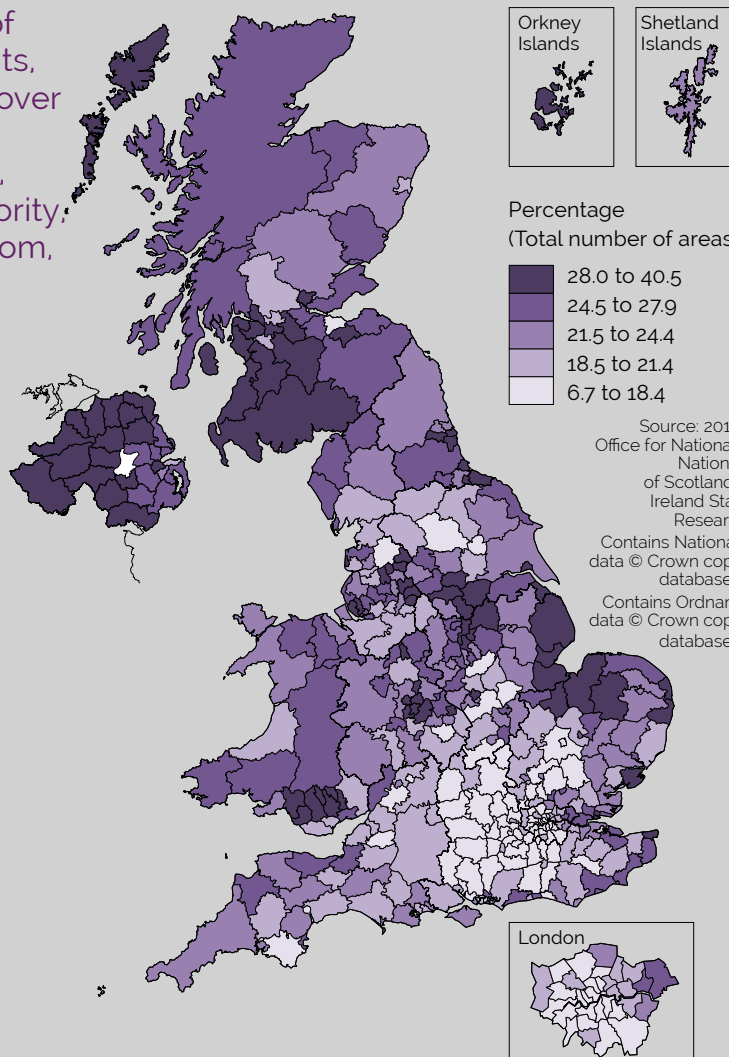 of
ts,
over
,
ority,
om,
Orkney
Islands
Shetland
Islands
Percentage
(Total number of areas
28.0 to 40.5
24.5 to 27.9
21.5 to 24.4
18.5 to 21.4
6.7 to 18.4
Source: 201
Office for Nationa
Nation
of Scotland
Ireland Sta
Resear
Contains Nationa
data © Crown cop
database
Contains Ordnan
data © Crown cop
database
London